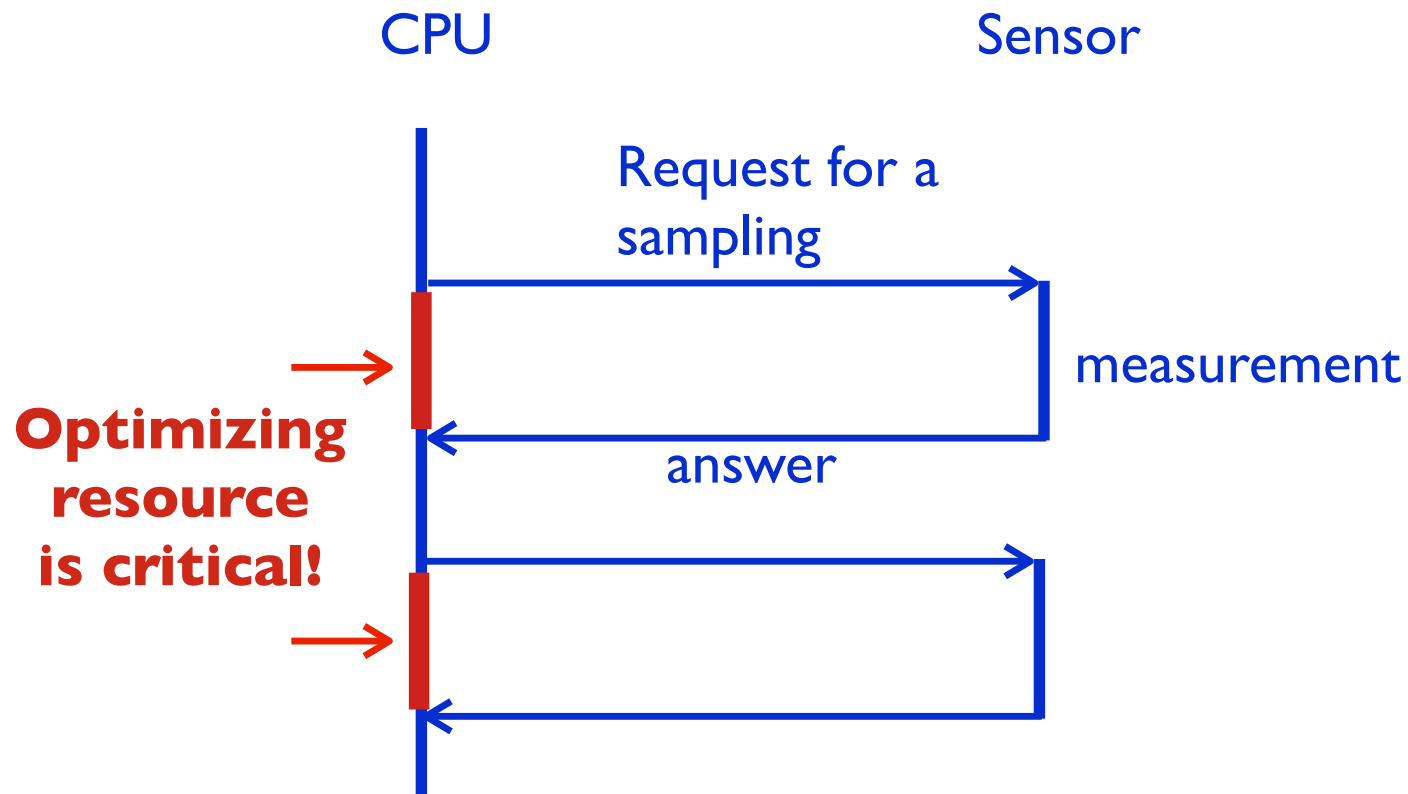 CPU
Sensor
Request for a
sampling
measurement
Optimizing
resource
is critical!
answer